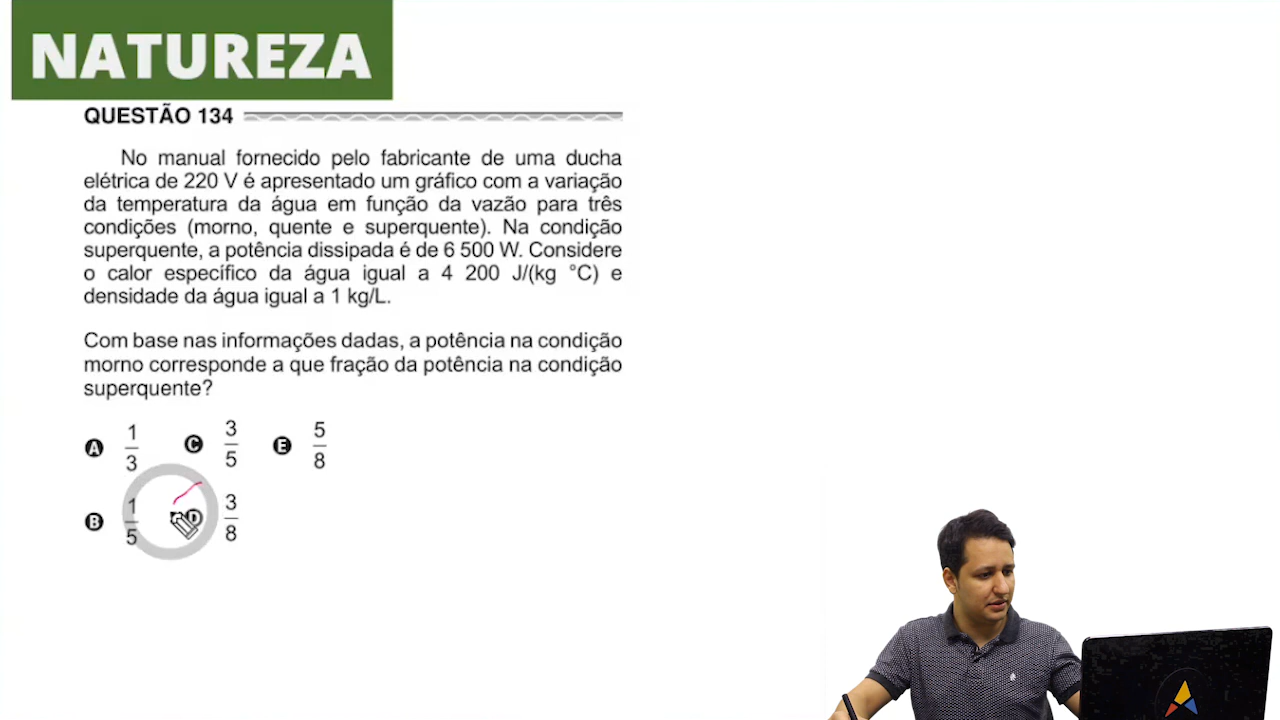 NATUREZA
QUESTÃO 134
No manual fornecido pelo fabricante de uma ducha
elétrica de 220 V é apresentado um gráfico com a variação
da temperatura da água em função da vazão para três
condições (morno, quente e superquente). Na condição
superquente, a potência dissipada é de 6 500 W. Considere
o calor específico da água igual a 4 200 J/(kg °C) e
densidade da água igual a 1 kg/L.
Com base nas informações dadas, a potência na condição
morno corresponde a que fração da potência na condição
superquente?
A 1/3 C 3/5 E 5/8
B 1/5 D 3/8